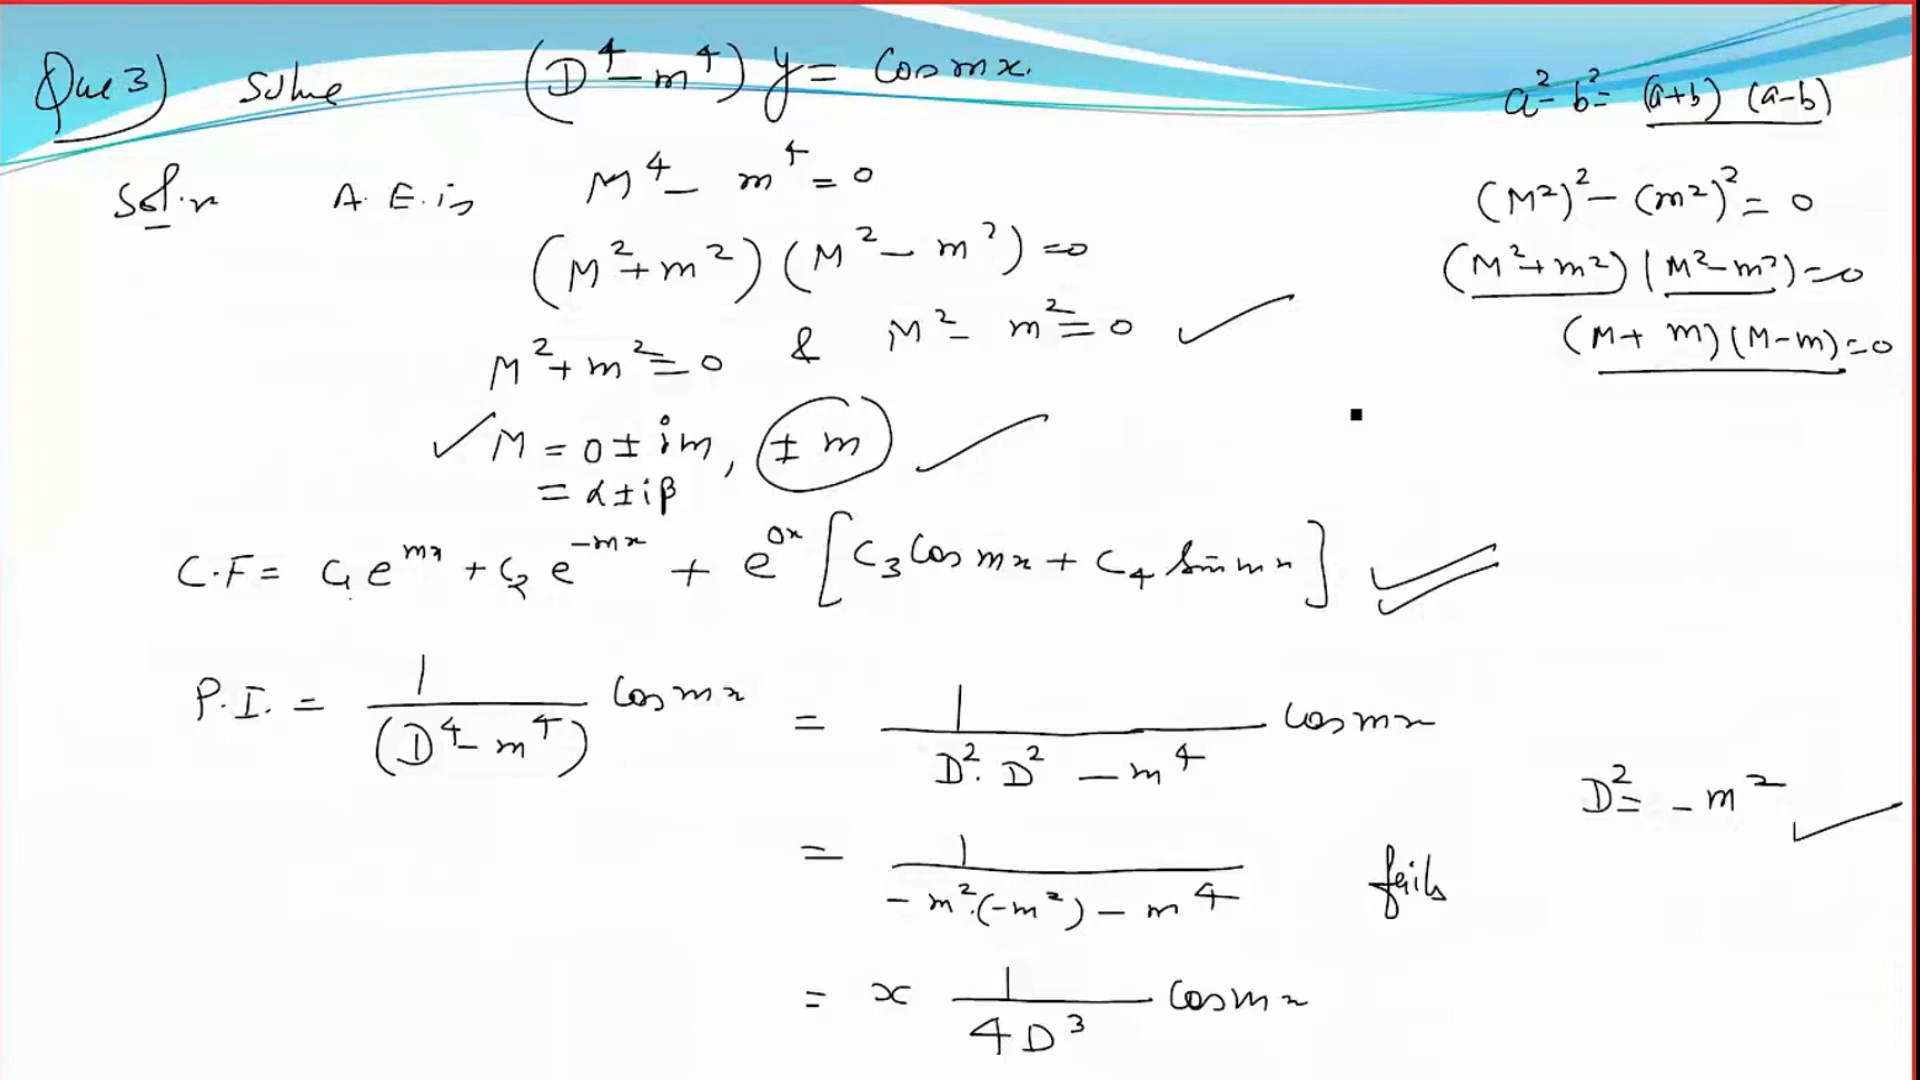 Que 3) Solve (D⁴ - m⁴) y = Cos mx.
a² - b² = (a+b) (a-b)
Sol.n A.E. is M⁴ - m⁴ = 0
(M²)² - (m²)² = 0
(M² + m²) (M² - m²) = 0
(M² + m²) (M² - m²) = 0
M² + m² = 0 & M² - m² = 0 ✓
(M + m) (M - m) = 0
✓ M = 0 ± im, ± m ✓
= α ± iβ
C.F = C₁ e^{mx} + C₂ e^{-mx} + e^{0x} [C₃ Cos mx + C₄ Sin mx] ✓
P.I. = 1/(D⁴ - m⁴) Cos mx = 1/(D². D² - m⁴) Cos mx
D² = - m² ✓
= 1/(- m².(-m²) - m⁴) fails
= x 1/(4D³) Cos mx